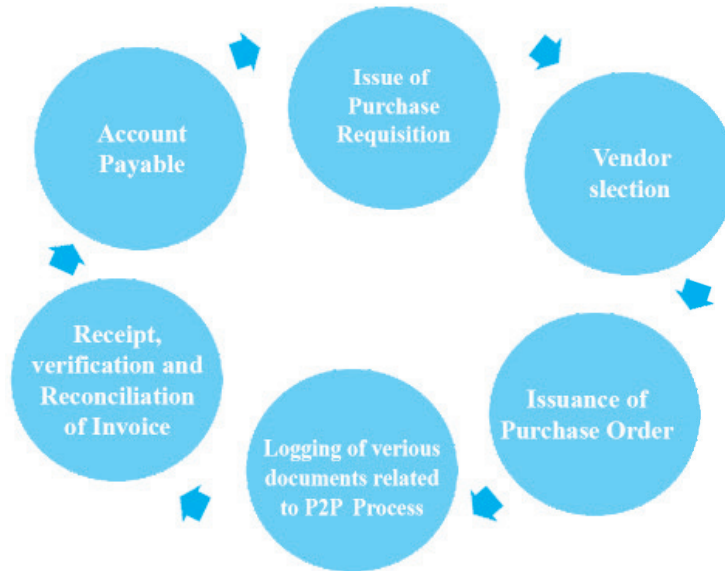 Issue of
Purchase
Requisition
Vendor
slection
Issuance of
Purchase Order
Logging of verious
documents related
to P2P Process
Receipt,
verification and
Reconciliation
of Invoice
Account
Payable